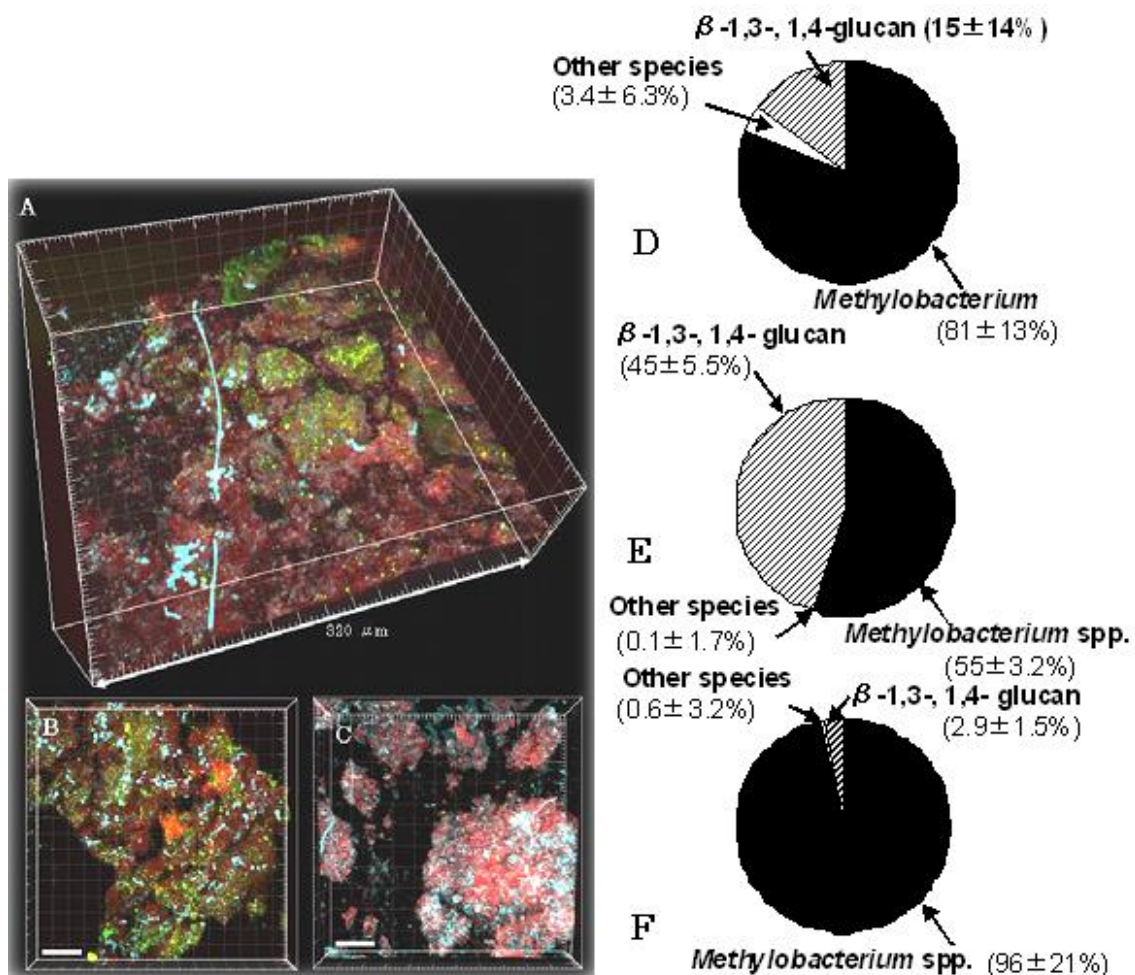 β-1,3-, 1,4-glucan (15±14%)
Other species
(3.4±6.3%)
D
Methylobacterium
(81±13%)
A
320 μm
B
C
β-1,3-, 1,4- glucan
(45±5.5%)
E
Other species
(0.1±1.7%)
Methylobacterium spp.
(55±3.2%)
Other species
(0.6±3.2%)
β-1,3-, 1,4- glucan
(2.9±1.5%)
F
Methylobacterium spp. (96±21%)